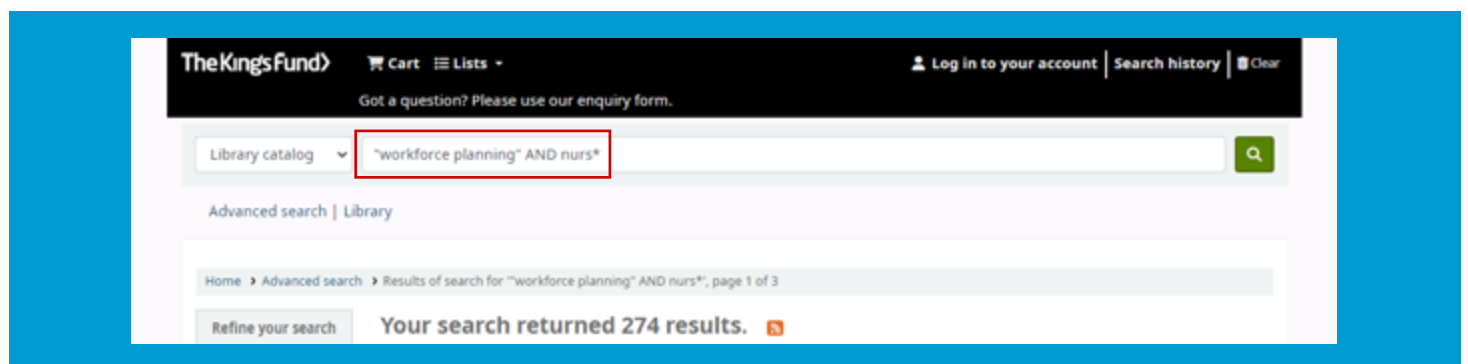 The King's Fund> Cart Lists Log in to your account | Search history | Clear
Got a question? Please use our enquiry form.
Library catalog "workforce planning" AND nurs*
Advanced search | Library
Home > Advanced search > Results of search for '"workforce planning" AND nurs*', page 1 of 3
Refine your search Your search returned 274 results.